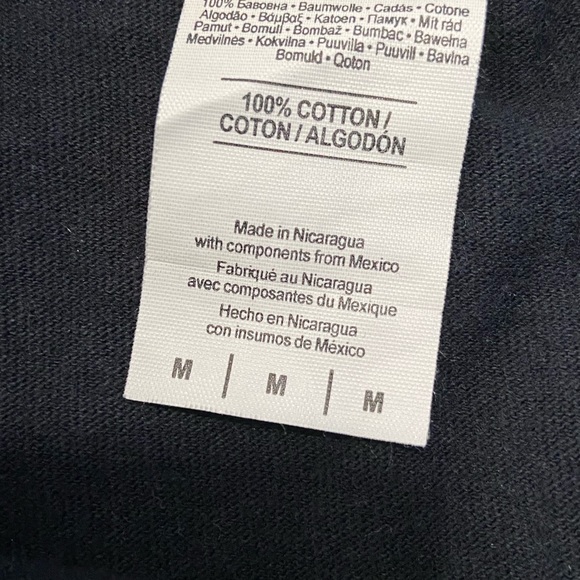 100% Бавовна • Baumwolle • Cadás • Cotone
Algodão • Βάμβαξ • Katoen • Памук • Mit rád
Pamut • Bomull • Bombaž • Bumbac • Bawełna
Medvilnės • Kokvilna • Puuvilla • Puuvill • Bavlna
Bomuld • Qoton
100% COTTON /
COTON / ALGODÓN
Made in Nicaragua
with components from Mexico
Fabriqué au Nicaragua
avec composantes du Mexique
Hecho en Nicaragua
con insumos de México
M | M | M